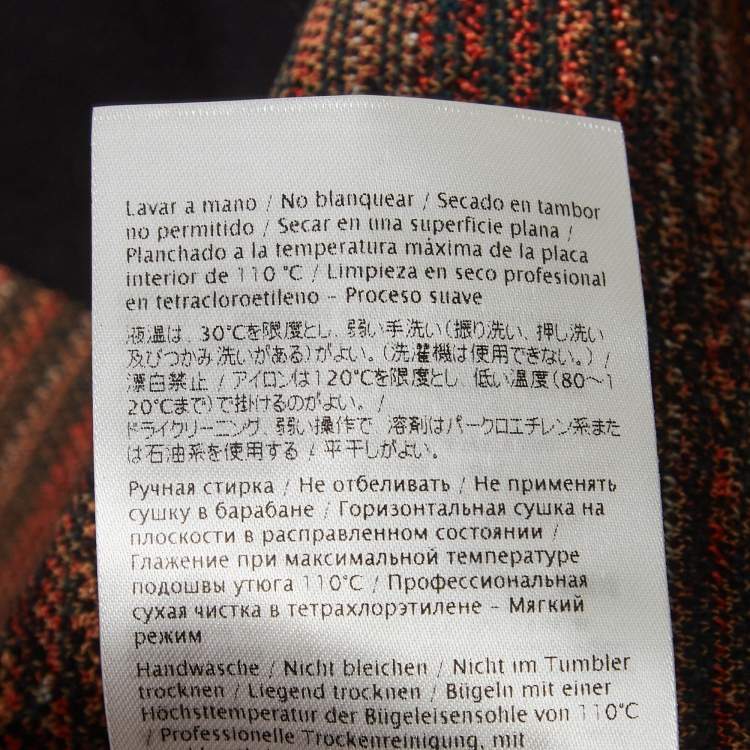 Lavar a mano / No blanquear / Secado en tambor
no permitido / Secar en una superficie plana /
Planchado a la temperatura máxima de la placa
interior de 110 °C / Limpieza en seco profesional
en tetracloroetileno – Proceso suave
液温は、30℃を限度とし、弱い手洗い(振り洗い、押し洗い
及びつかみ洗いがある)がよい。(洗濯機は使用できない。) /
漂白禁止 / アイロンは120℃を限度とし、低い温度(80〜1
20℃まで)で掛けるのがよい。 /
ドライクリーニング、弱い操作で、溶剤はパークロエチレン系また
は石油系を使用する / 平干しがよい。
Ручная стирка / Не отбеливать / Не применять
сушку в барабане / Горизонтальная сушка на
плоскости в расправленном состоянии /
Глажение при максимальной температуре
подошвы утюга 110°C / Профессиональная
сухая чистка в тетрахлорэтилене – Мягкий
режим
Handwäsche / Nicht bleichen / Nicht im Tumbler
trocknen / Liegend trocknen / Bügeln mit einer
Höchsttemperatur der Bügeleisensohle von 110°C
/ Professionelle Trockenreinigung, mit